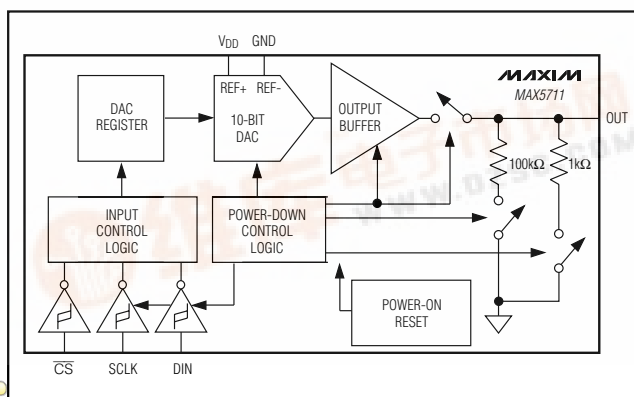 VDD GND
MAXIM
MAX5711
REF+ REF-
DAC
REGISTER
10-BIT
DAC
OUTPUT
BUFFER
OUT
100kΩ
1kΩ
INPUT
CONTROL
LOGIC
POWER-DOWN
CONTROL
LOGIC
POWER-ON
RESET
CS SCLK DIN